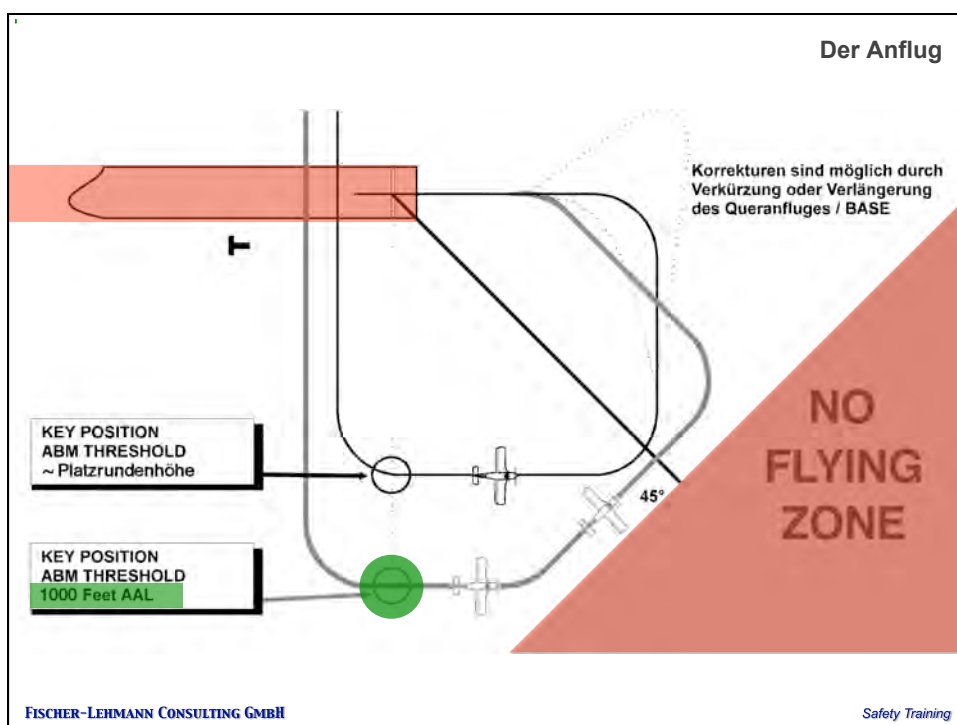 Der Anflug
Korrekturen sind möglich durch
Verkürzung oder Verlängerung
des Queranfluges / BASE
T
KEY POSITION
ABM THRESHOLD
~ Platzrundenhöhe
45°
NO
FLYING
ZONE
KEY POSITION
ABM THRESHOLD
1000 Feet AAL
FISCHER-LEHMANN CONSULTING GMBH
Safety Training